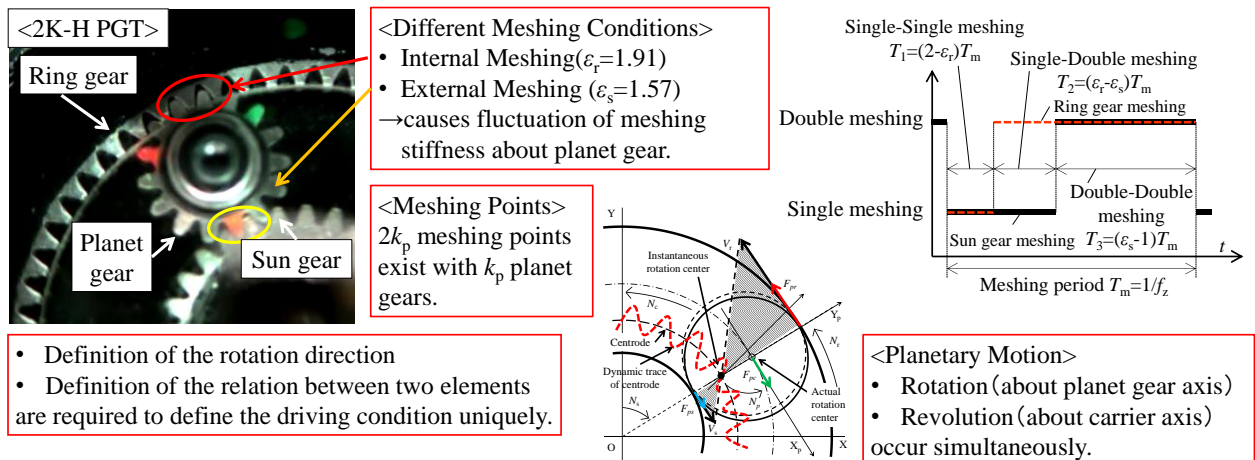 <2K-H PGT>
Ring gear
Planet
gear
Sun gear
<Different Meshing Conditions>
• Internal Meshing(εr=1.91)
• External Meshing (εs=1.57)
→causes fluctuation of meshing
stiffness about planet gear.
<Meshing Points>
2kp meshing points
exist with kp planet
gears.
Single-Single meshing
T1=(2-εr)Tm
Single-Double meshing
T2=(εr-εs)Tm
Ring gear meshing
Double meshing
Single meshing
Double-Double
meshing
Sun gear meshing
T3=(εs-1)Tm
t
Meshing period Tm=1/fz
• Definition of the rotation direction
• Definition of the relation between two elements
are required to define the driving condition uniquely.
Y
Vr
Instantaneous
rotation center
Fpr
Nc
Yp
Centrode
Nr
Dynamic trace
of centrode
Fpc
Actual
rotation
center
Ns
Fps
Np
Vs
O
Xp
X
<Planetary Motion>
• Rotation（about planet gear axis）
• Revolution（about carrier axis）
occur simultaneously.